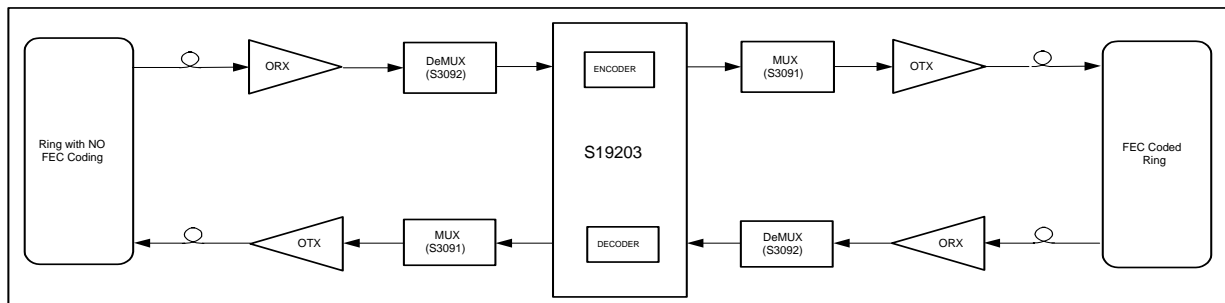 Ring with NO
FEC Coding
ORX
DeMUX
(S3092)
ENCODER
MUX
(S3091)
OTX
S19203
FEC Coded
Ring
OTX
MUX
(S3091)
DECODER
DeMUX
(S3092)
ORX